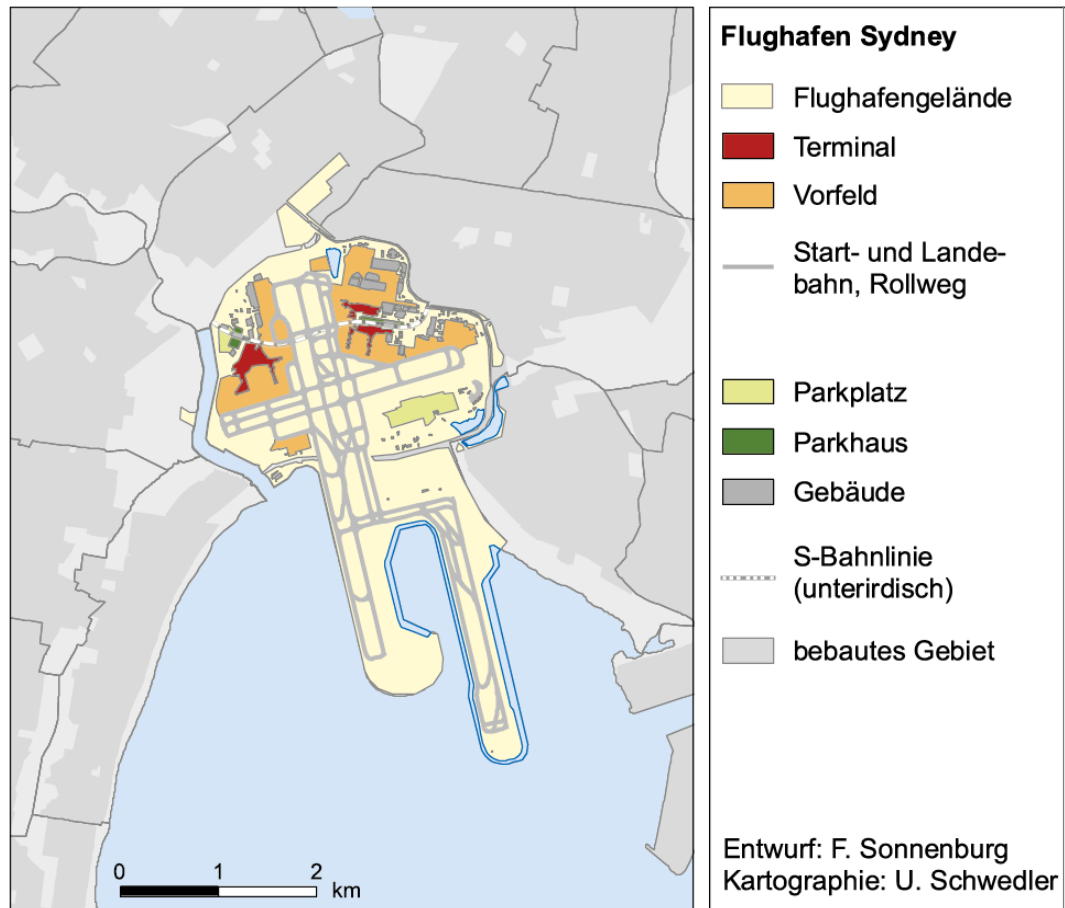 Flughafen Sydney
Flughafengelände
Terminal
Vorfeld
Start- und Lande-
bahn, Rollweg
Parkplatz
Parkhaus
Gebäude
S-Bahnlinie
(unterirdisch)
bebautes Gebiet
Entwurf: F. Sonnenburg
Kartographie: U. Schwedler
0 1 2
km